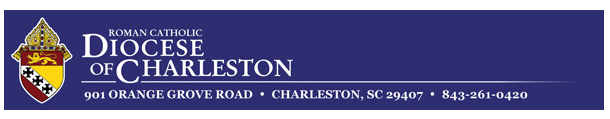 ROMAN CATHOLIC
DIOCESE
OF CHARLESTON
901 ORANGE GROVE ROAD • CHARLESTON, SC 29407 • 843-261-0420